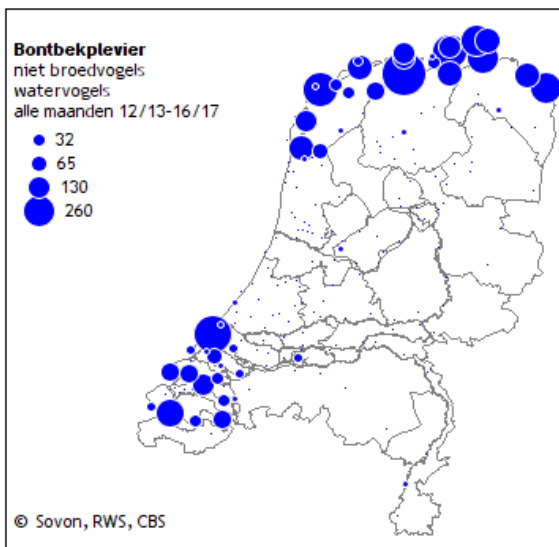 Bontbekplevier
niet broedvogels
watervogels
alle maanden 12/13-16/17
32
65
130
260
© Sovon, RWS, CBS